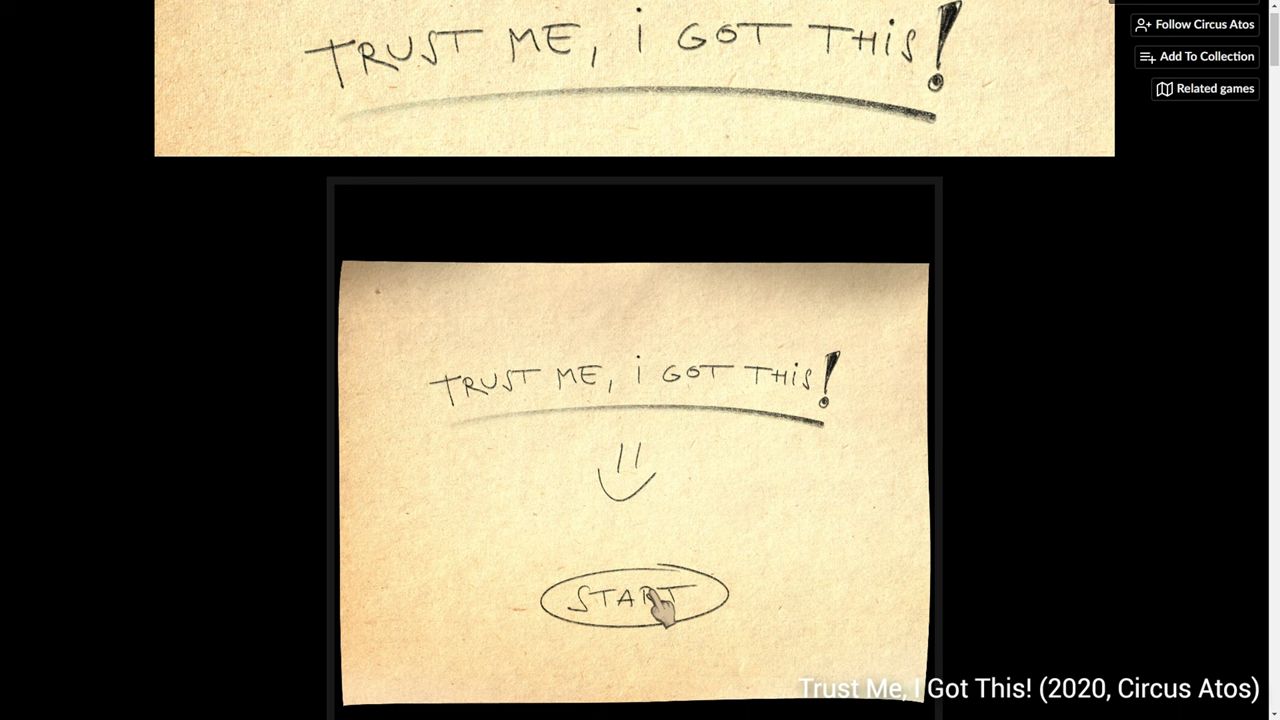 TRUST ME, i GOT THiS!
Follow Circus Atos
Add To Collection
Related games
TRUST ME, i GOT THiS!
START
Trust Me, I Got This! (2020, Circus Atos)